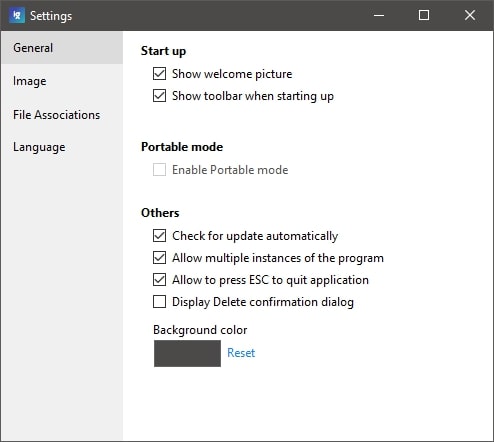 Settings
General
Image
File Associations
Language
Start up
Show welcome picture
Show toolbar when starting up
Portable mode
Enable Portable mode
Others
Check for update automatically
Allow multiple instances of the program
Allow to press ESC to quit application
Display Delete confirmation dialog
Background color
Reset